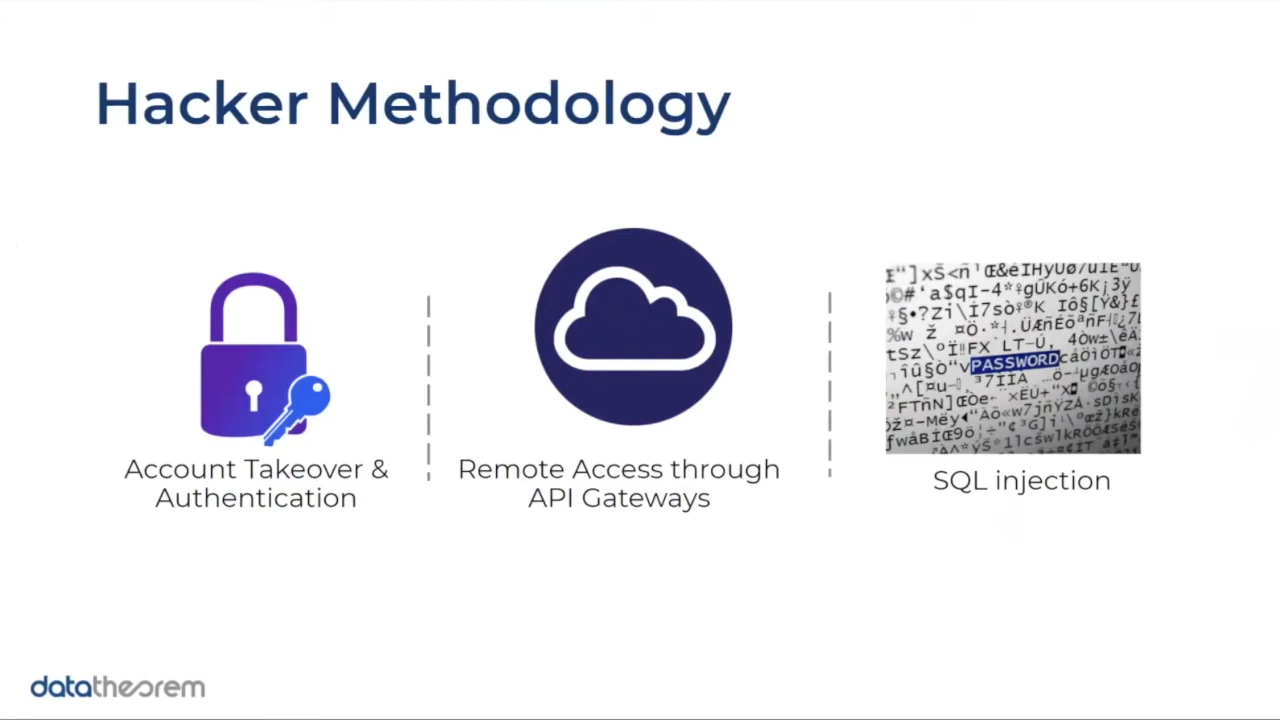 Hacker Methodology
Account Takeover &
Authentication
Remote Access through
API Gateways
PASSWORD
SQL injection
datatheorem